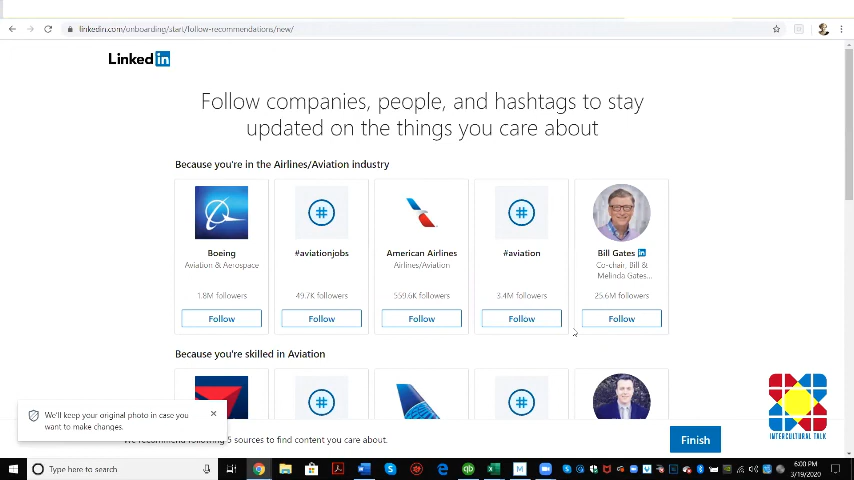 linkedin.com/onboarding/start/follow-recommendations/new/
Linked in
Follow companies, people, and hashtags to stay
updated on the things you care about
Because you're in the Airlines/Aviation industry
Boeing
Aviation & Aerospace
1.8M followers
Follow
#aviationjobs
49.7K followers
Follow
American Airlines
Airlines/Aviation
559.6K followers
Follow
#aviation
3.4M followers
Follow
Bill Gates in
Co-chair, Bill &
Melinda Gates...
25.6M followers
Follow
Because you're skilled in Aviation
We'll keep your original photo in case you
want to make changes.
We recommend following 5 sources to find content you care about.
Finish
INTERCULTURAL TALK
Type here to search
6:00 PM
3/19/2020